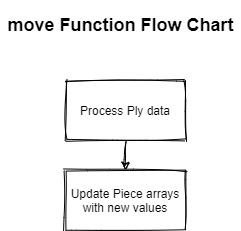 move Function Flow Chart
Process Ply data
Update Piece arrays
with new values